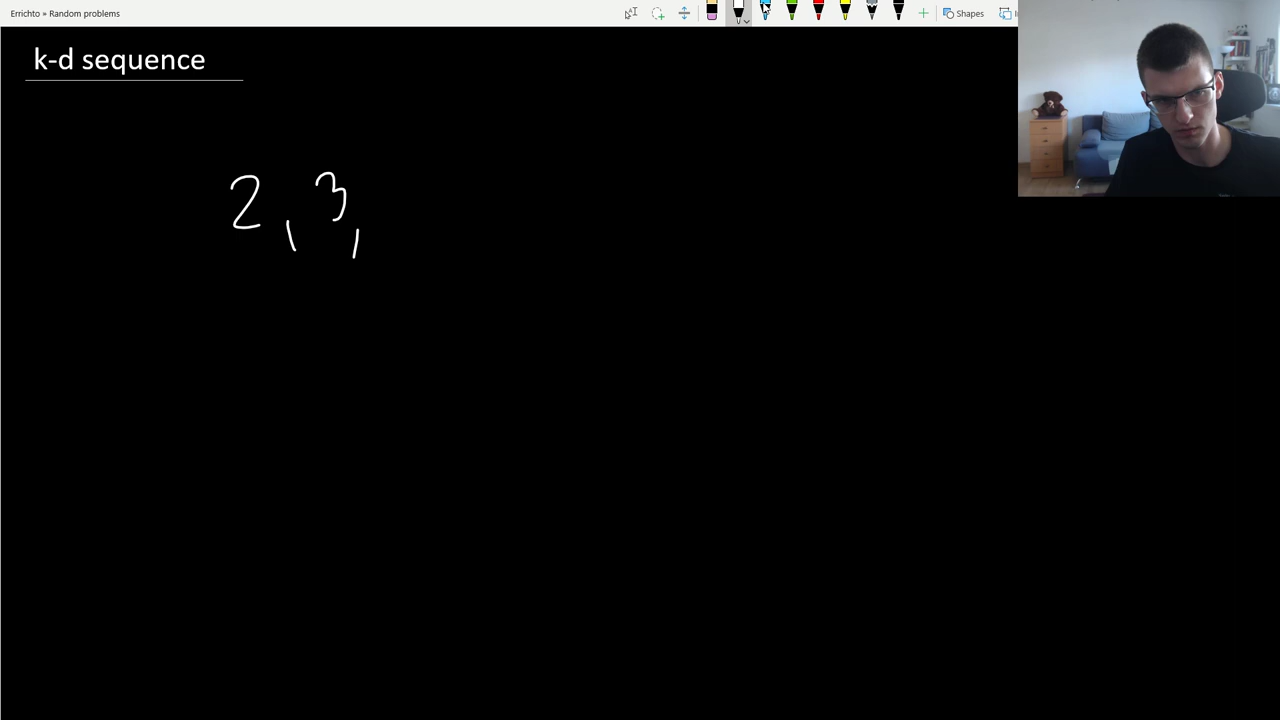 Errichto » Random problems
Shapes
k-d sequence
2, 3,